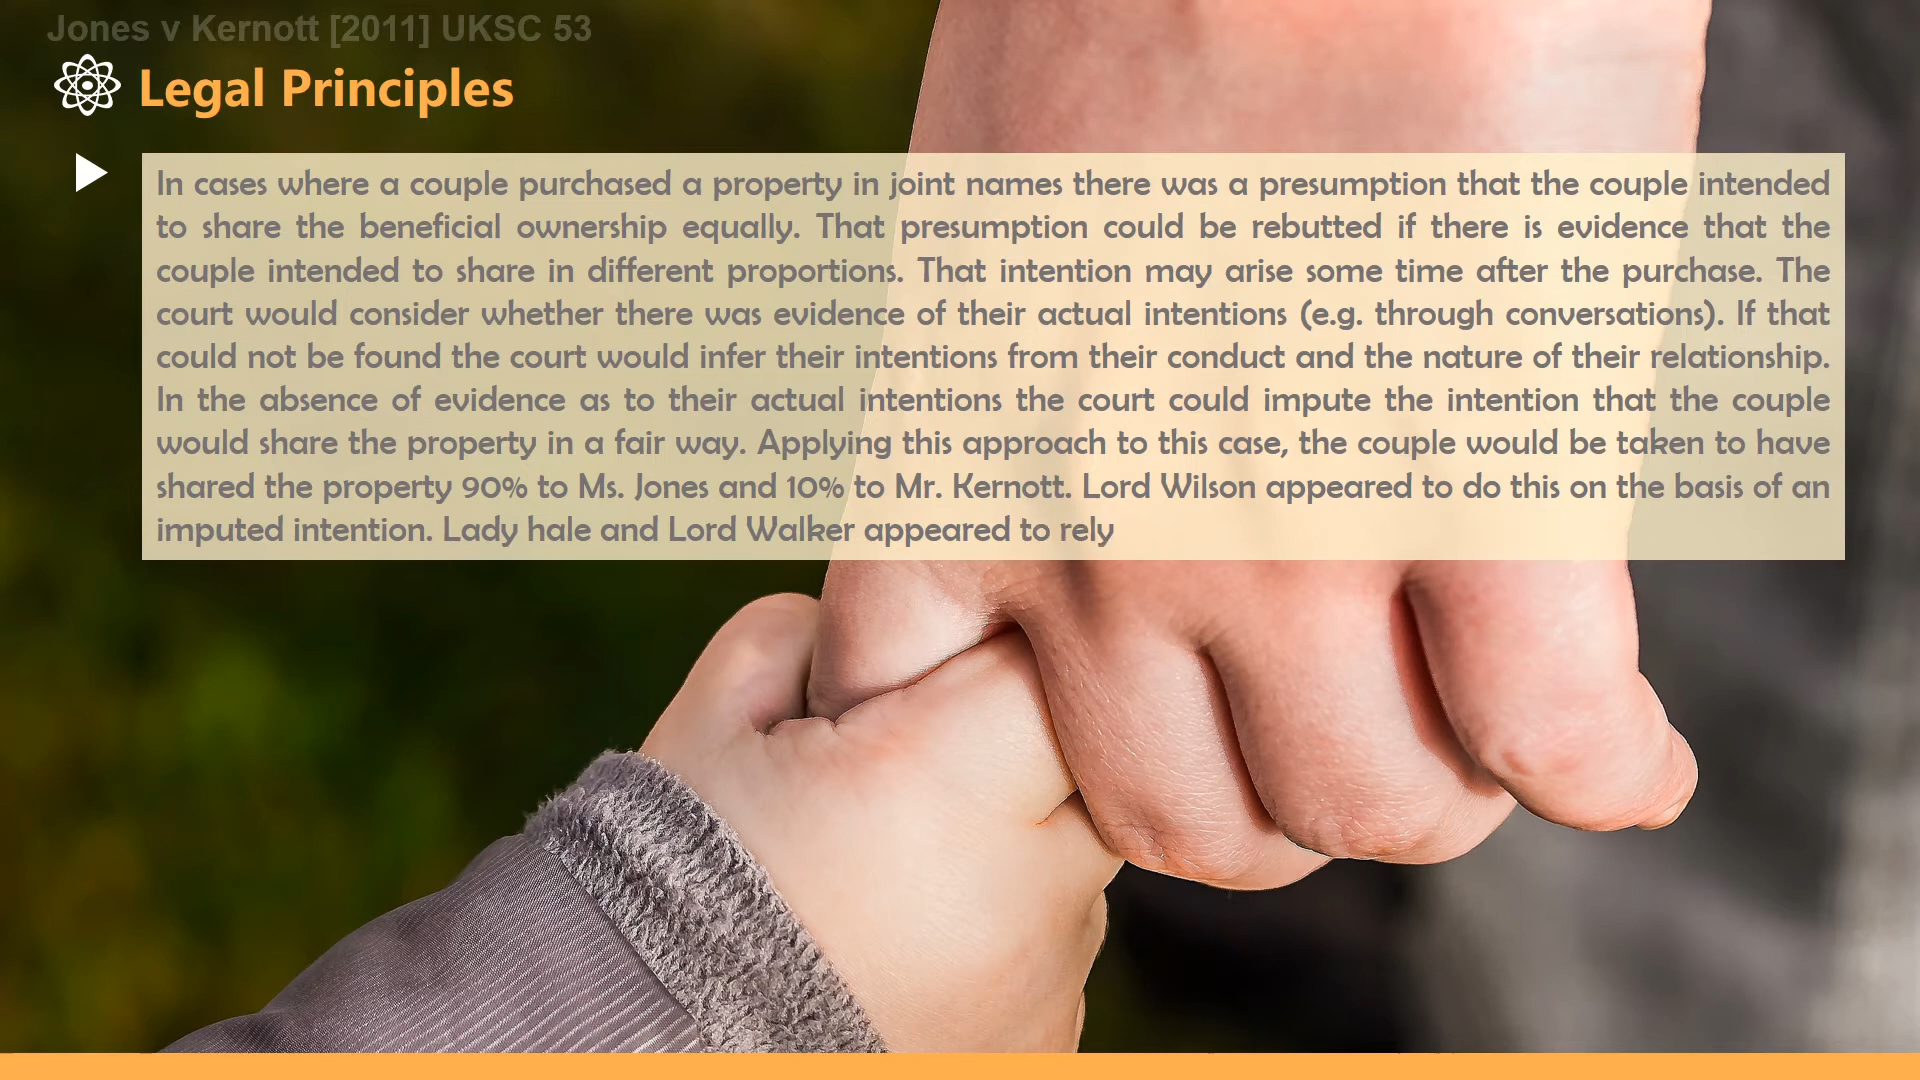 Jones v Kernott [2011] UKSC 53
Legal Principles
In cases where a couple purchased a property in joint names there was a presumption that the couple intended
to share the beneficial ownership equally. That presumption could be rebutted if there is evidence that the
couple intended to share in different proportions. That intention may arise some time after the purchase. The
court would consider whether there was evidence of their actual intentions (e.g. through conversations). If that
could not be found the court would infer their intentions from their conduct and the nature of their relationship.
In the absence of evidence as to their actual intentions the court could impute the intention that the couple
would share the property in a fair way. Applying this approach to this case, the couple would be taken to have
shared the property 90% to Ms. Jones and 10% to Mr. Kernott. Lord Wilson appeared to do this on the basis of an
imputed intention. Lady hale and Lord Walker appeared to rely